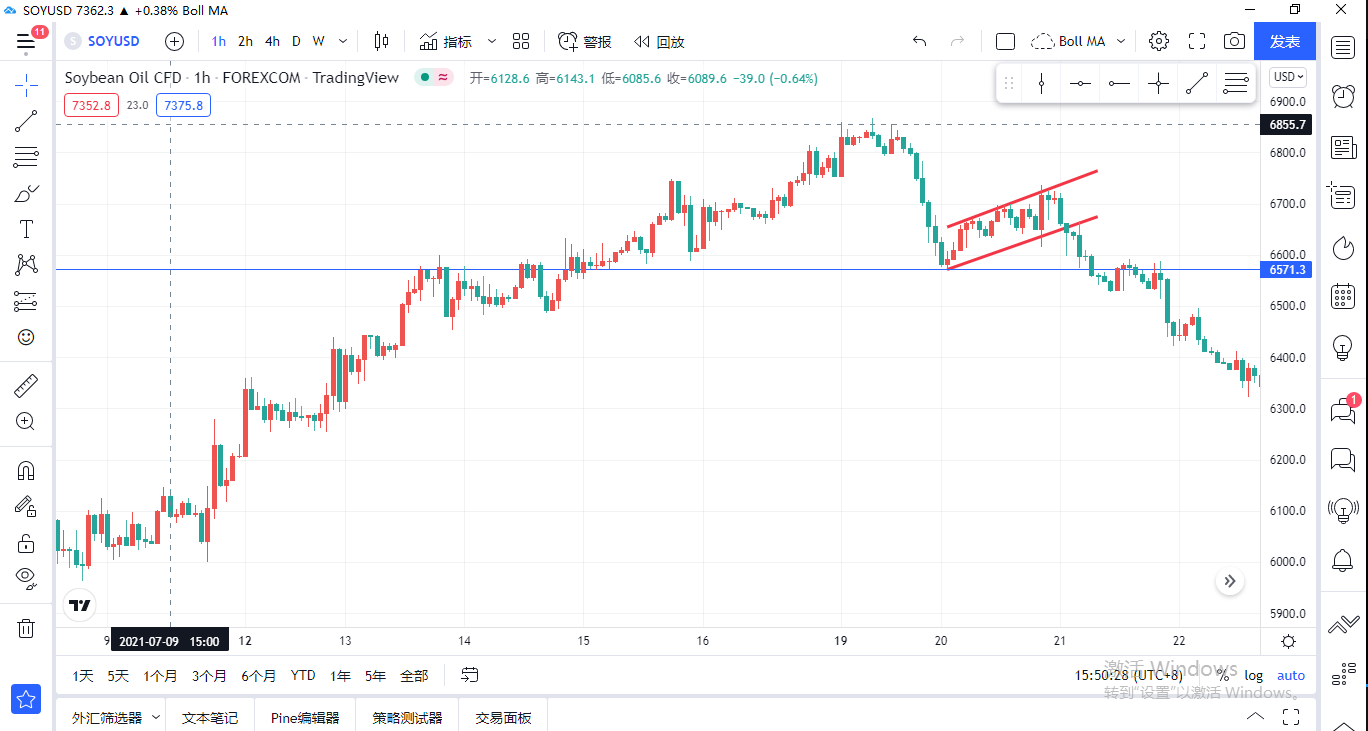 SOYUSD 7362.3 ▲ +0.38% Boll MA
11
S SOYUSD 1h 2h 4h D W 指标 警报 回放 Boll MA 发表
Soybean Oil CFD · 1h · FOREXCOM · TradingView 开=6128.6 高=6143.1 低=6085.6 收=6089.6 −39.0 (−0.64%)
USD
7352.8 23.0 7375.8
6900.0
6855.7
6800.0
6700.0
6600.0
6571.3
6500.0
6400.0
6300.0
6200.0
6100.0
6000.0
5900.0
1
9 2021-07-09 15:00 12 13 14 15 16 19 20 21 22
1天 5天 1个月 3个月 6个月 YTD 1年 5年 全部 15:50:28 (UTC+8) % log auto
激活 Windows
转到"设置"以激活 Windows。
外汇筛选器 文本笔记 Pine编辑器 策略测试器 交易面板